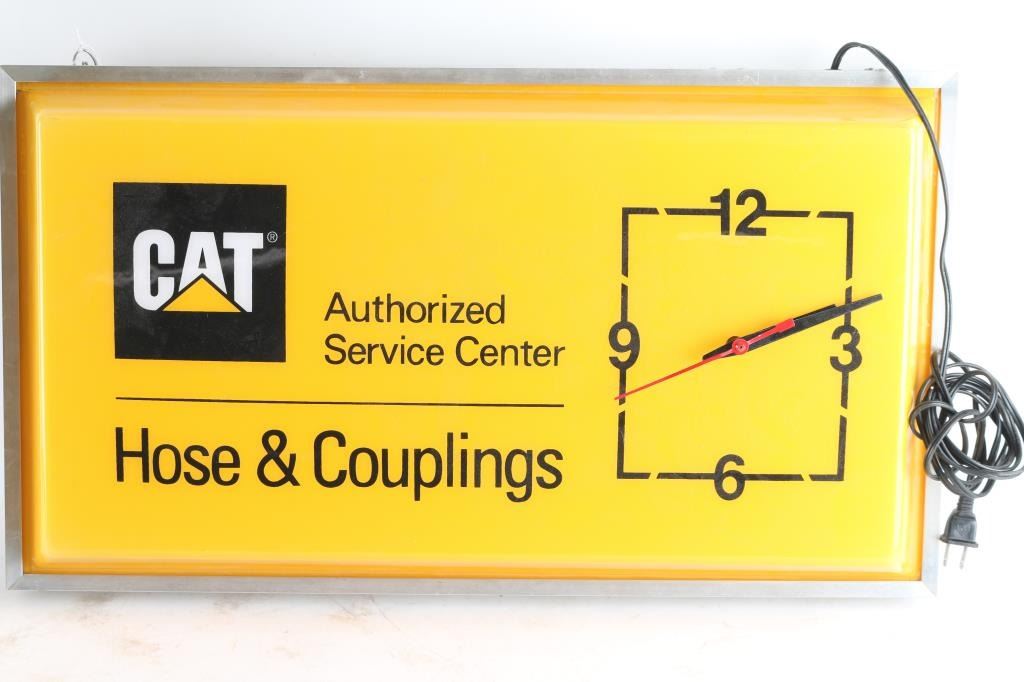 CAT®
Authorized
Service Center
Hose & Couplings
12
9
3
6